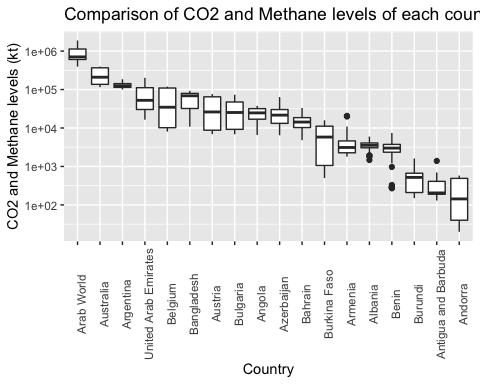 Comparison of CO2 and Methane levels of each coun
CO2 and Methane levels (kt)
1e+06
1e+05
1e+04
1e+03
1e+02
Arab World
Australia
Argentina
United Arab Emirates
Belgium
Bangladesh
Austria
Bulgaria
Angola
Azerbaijan
Bahrain
Burkina Faso
Armenia
Albania
Benin
Burundi
Antigua and Barbuda
Andorra
Country